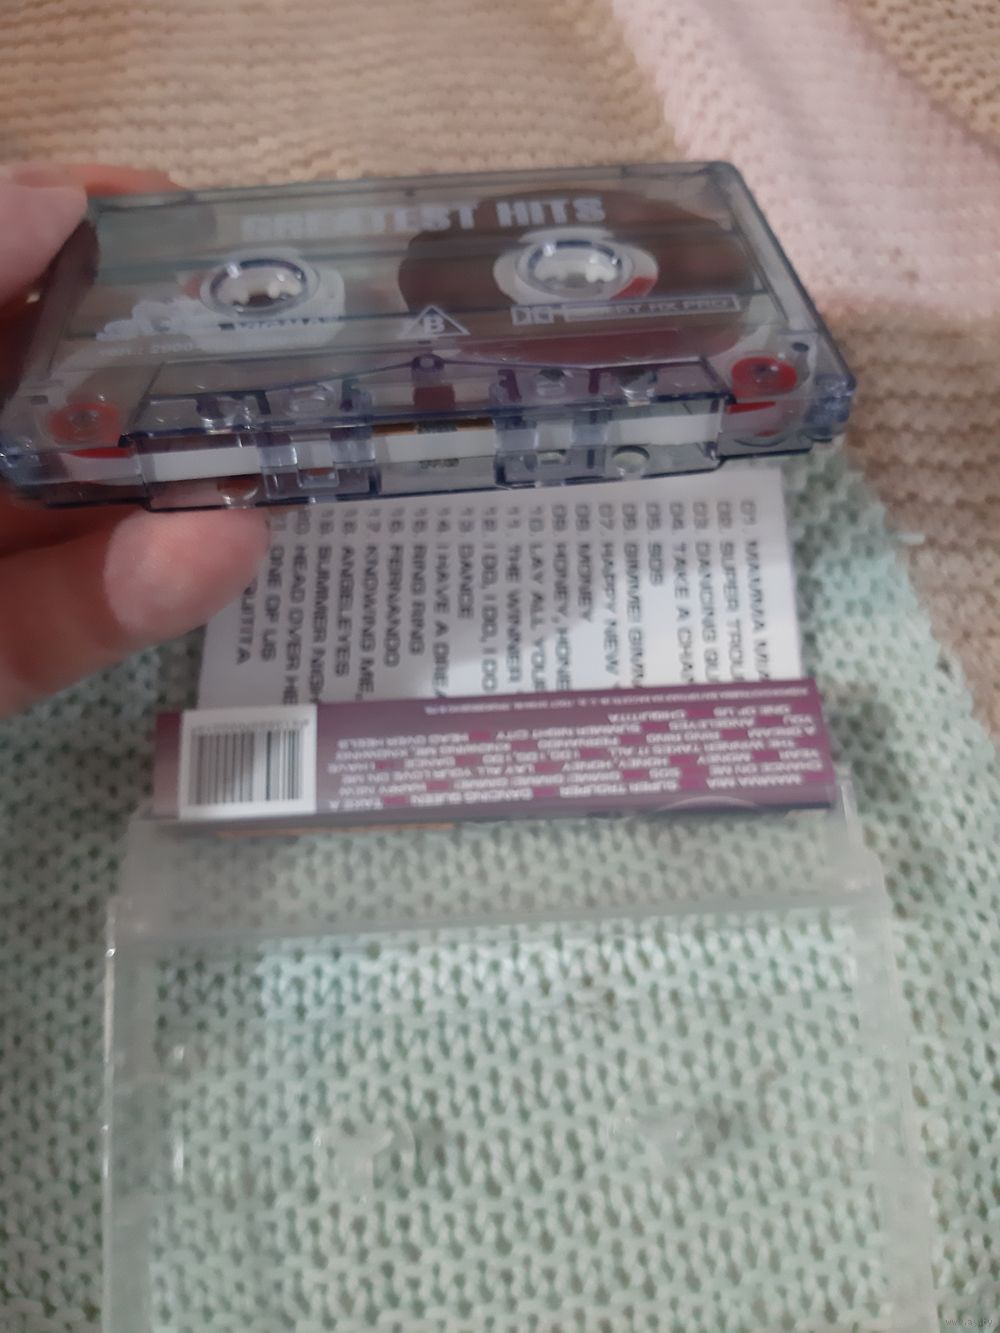 GREATEST HITS
B
DOLBY HX PRO
01. MAMMA MIA
02. SUPER TROU
03. DANCING QU
04. TAKE A CHAN
05. SOS
06. GIMME! GIMM
07. HAPPY NEW
08. MONEY
09. HONEY, HONE
10. LAY ALL YOUR
11. THE WINNER
12. I DO, I DO, I DO
13. DANCE
14. I HAVE A DREA
15. RING RING
16. FERNANDO
17. KNOWING ME,
18. ANGELEYES
19. SUMMER NIGH
20. HEAD OVER HE
21. ONE OF US
QUITITA
MAMMA MIA SUPER TROUPER DANCING QUEEN TAKE A
CHANCE ON ME SOS GIMME! GIMME! GIMME! HAPPY NEW
YEAR MONEY HONEY, HONEY LAY ALL YOUR LOVE ON ME
THE WINNER TAKES IT ALL I DO, I DO, I DO DANCE I HAVE
A DREAM RING RING FERNANDO KNOWING ME, KNOWING
YOU ANGELEYES SUMMER NIGHT CITY HEAD OVER HEELS
ONE OF US CHIQUITITA